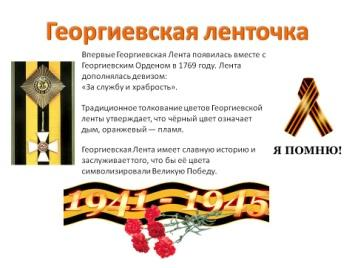 Георгиевская ленточка
Впервые Георгиевская Лента появилась вместе с
Георгиевским Орденом в 1769 году. Лента
дополнялась девизом:
«За службу и храбрость».
Традиционное толкование цветов Георгиевской
ленты утверждает, что чёрный цвет означает
дым, оранжевый — пламя.
Георгиевская Лента имеет славную историю и
заслуживает того, что бы её цвета
символизировали Великую Победу.
Я ПОМНЮ!
1941 - 1945